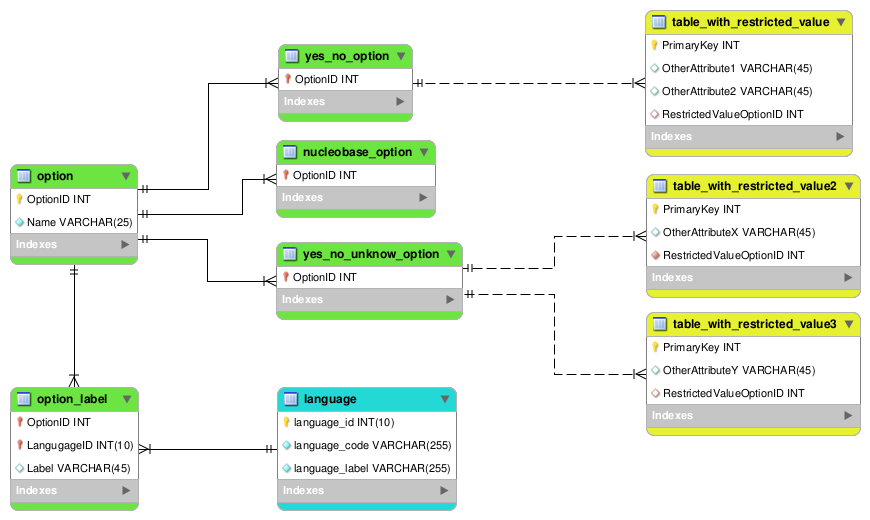 yes_no_option
OptionID INT
Indexes
nucleobase_option
OptionID INT
Indexes
option
OptionID INT
Name VARCHAR(25)
Indexes
yes_no_unknow_option
OptionID INT
Indexes
option_label
OptionID INT
LangugageID INT(10)
Label VARCHAR(45)
Indexes
language
language_id INT(10)
language_code VARCHAR(255)
language_label VARCHAR(255)
Indexes
table_with_restricted_value
PrimaryKey INT
OtherAttribute1 VARCHAR(45)
OtherAttribute2 VARCHAR(45)
RestrictedValueOptionID INT
Indexes
table_with_restricted_value2
PrimaryKey INT
OtherAttributeX VARCHAR(45)
RestrictedValueOptionID INT
Indexes
table_with_restricted_value3
PrimaryKey INT
OtherAttributeY VARCHAR(45)
RestrictedValueOptionID INT
Indexes